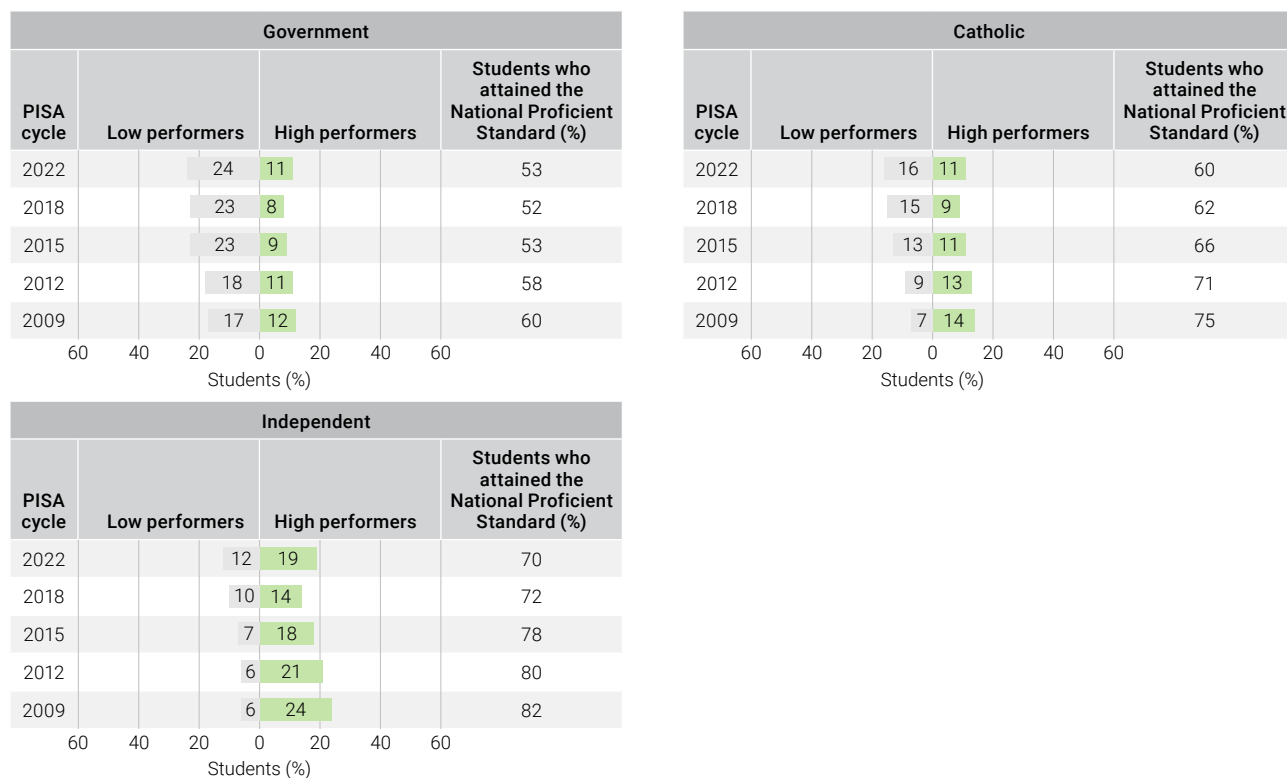 Government
PISA cycle Low performers High performers Students who attained the National Proficient Standard (%)
2022 24 11 53
2018 23 8 52
2015 23 9 53
2012 18 11 58
2009 17 12 60
60 40 20 0 20 40 60
Students (%)
Catholic
PISA cycle Low performers High performers Students who attained the National Proficient Standard (%)
2022 16 11 60
2018 15 9 62
2015 13 11 66
2012 9 13 71
2009 7 14 75
60 40 20 0 20 40 60
Students (%)
Independent
PISA cycle Low performers High performers Students who attained the National Proficient Standard (%)
2022 12 19 70
2018 10 14 72
2015 7 18 78
2012 6 21 80
2009 6 24 82
60 40 20 0 20 40 60
Students (%)